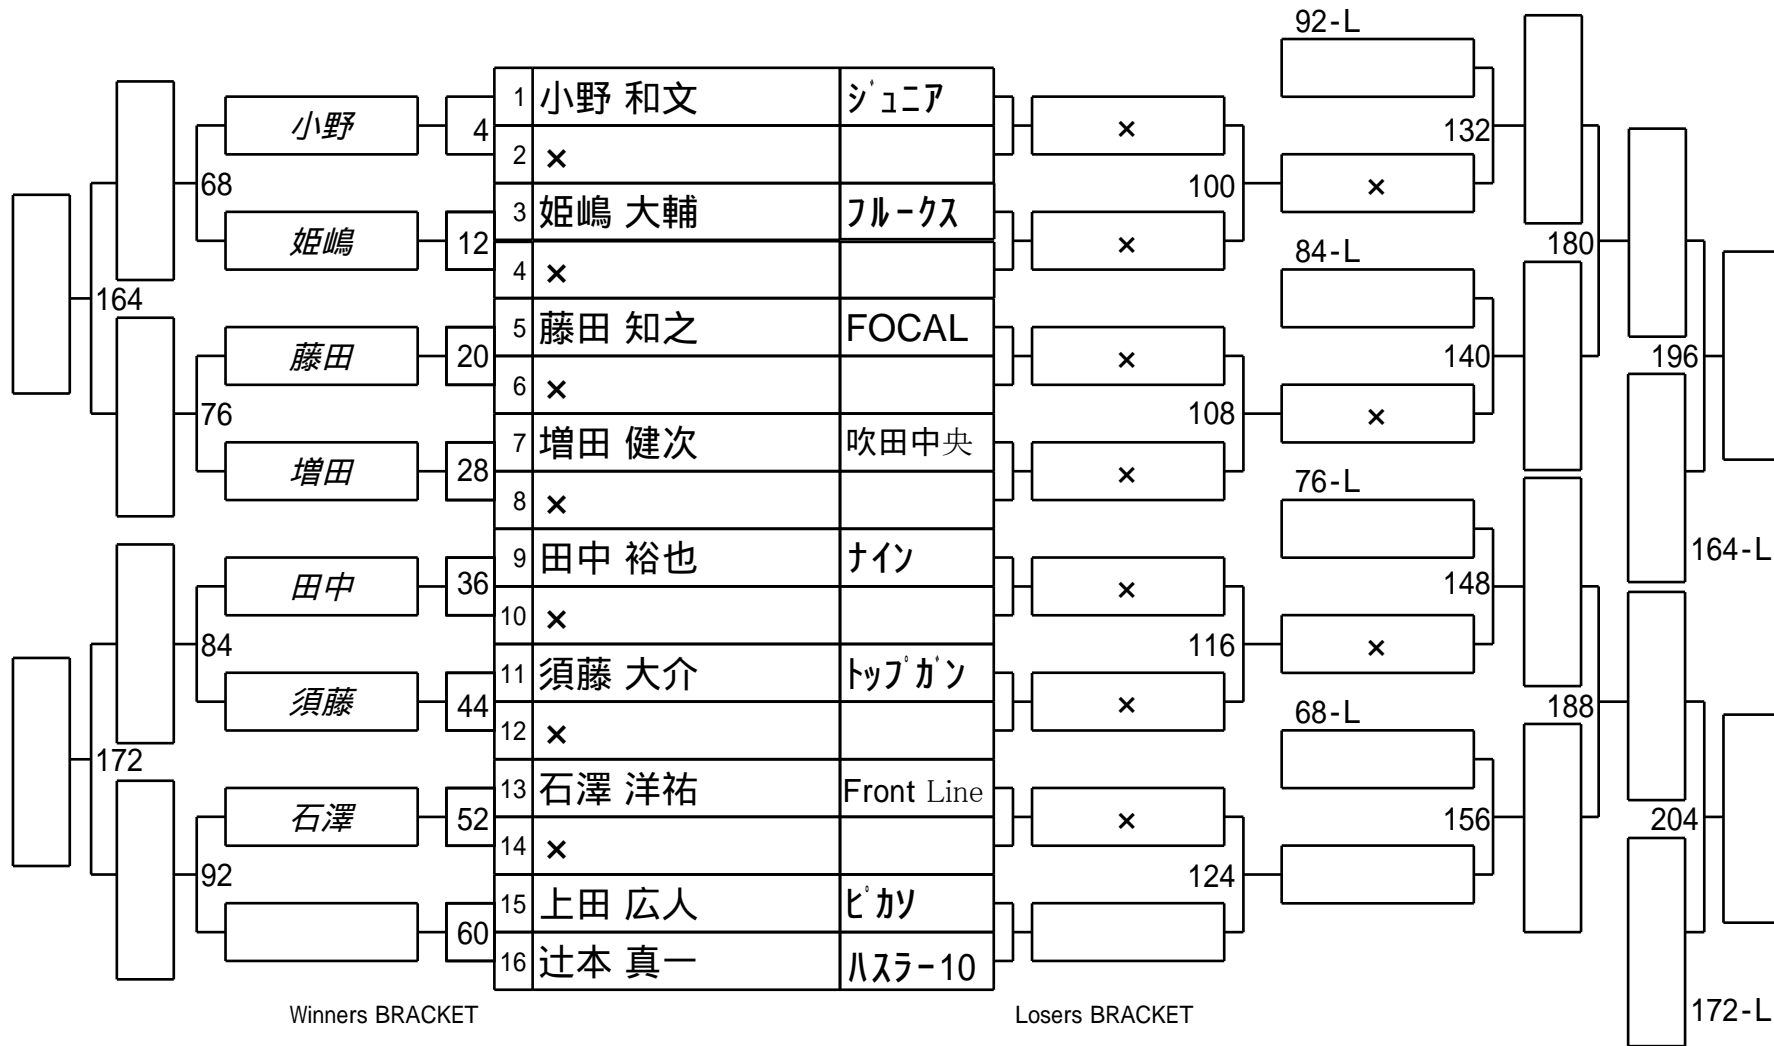 92-L
1 小野 和文 ジュニア
小野 4 × 132
2 ×
68 100 ×
3 姫嶋 大輔 フルークス
姫嶋 12 × 180
4 × 84-L
164
5 藤田 知之 FOCAL
藤田 20 × 140 196
6 ×
76 108 ×
7 増田 健次 吹田中央
増田 28 × 76-L
8 ×
9 田中 裕也 ナイン 164-L
田中 36 × 148
10 ×
84 116 ×
11 須藤 大介 トップガン
須藤 44 × 68-L 188
12 ×
172
13 石澤 洋祐 Front Line
石澤 52 × 156 204
14 ×
92 124
15 上田 広人 ピカソ
60
16 辻本 真一 ハスラー10
Winners BRACKET Losers BRACKET 172-L